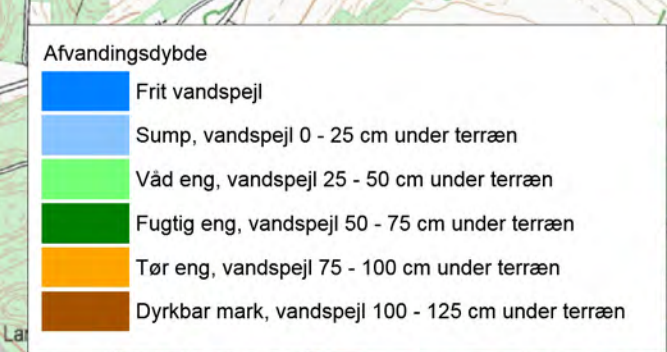 Afvandingsdybde
Frit vandspejl
Sump, vandspejl 0 - 25 cm under terræn
Våd eng, vandspejl 25 - 50 cm under terræn
Fugtig eng, vandspejl 50 - 75 cm under terræn
Tør eng, vandspejl 75 - 100 cm under terræn
Dyrkbar mark, vandspejl 100 - 125 cm under terræn